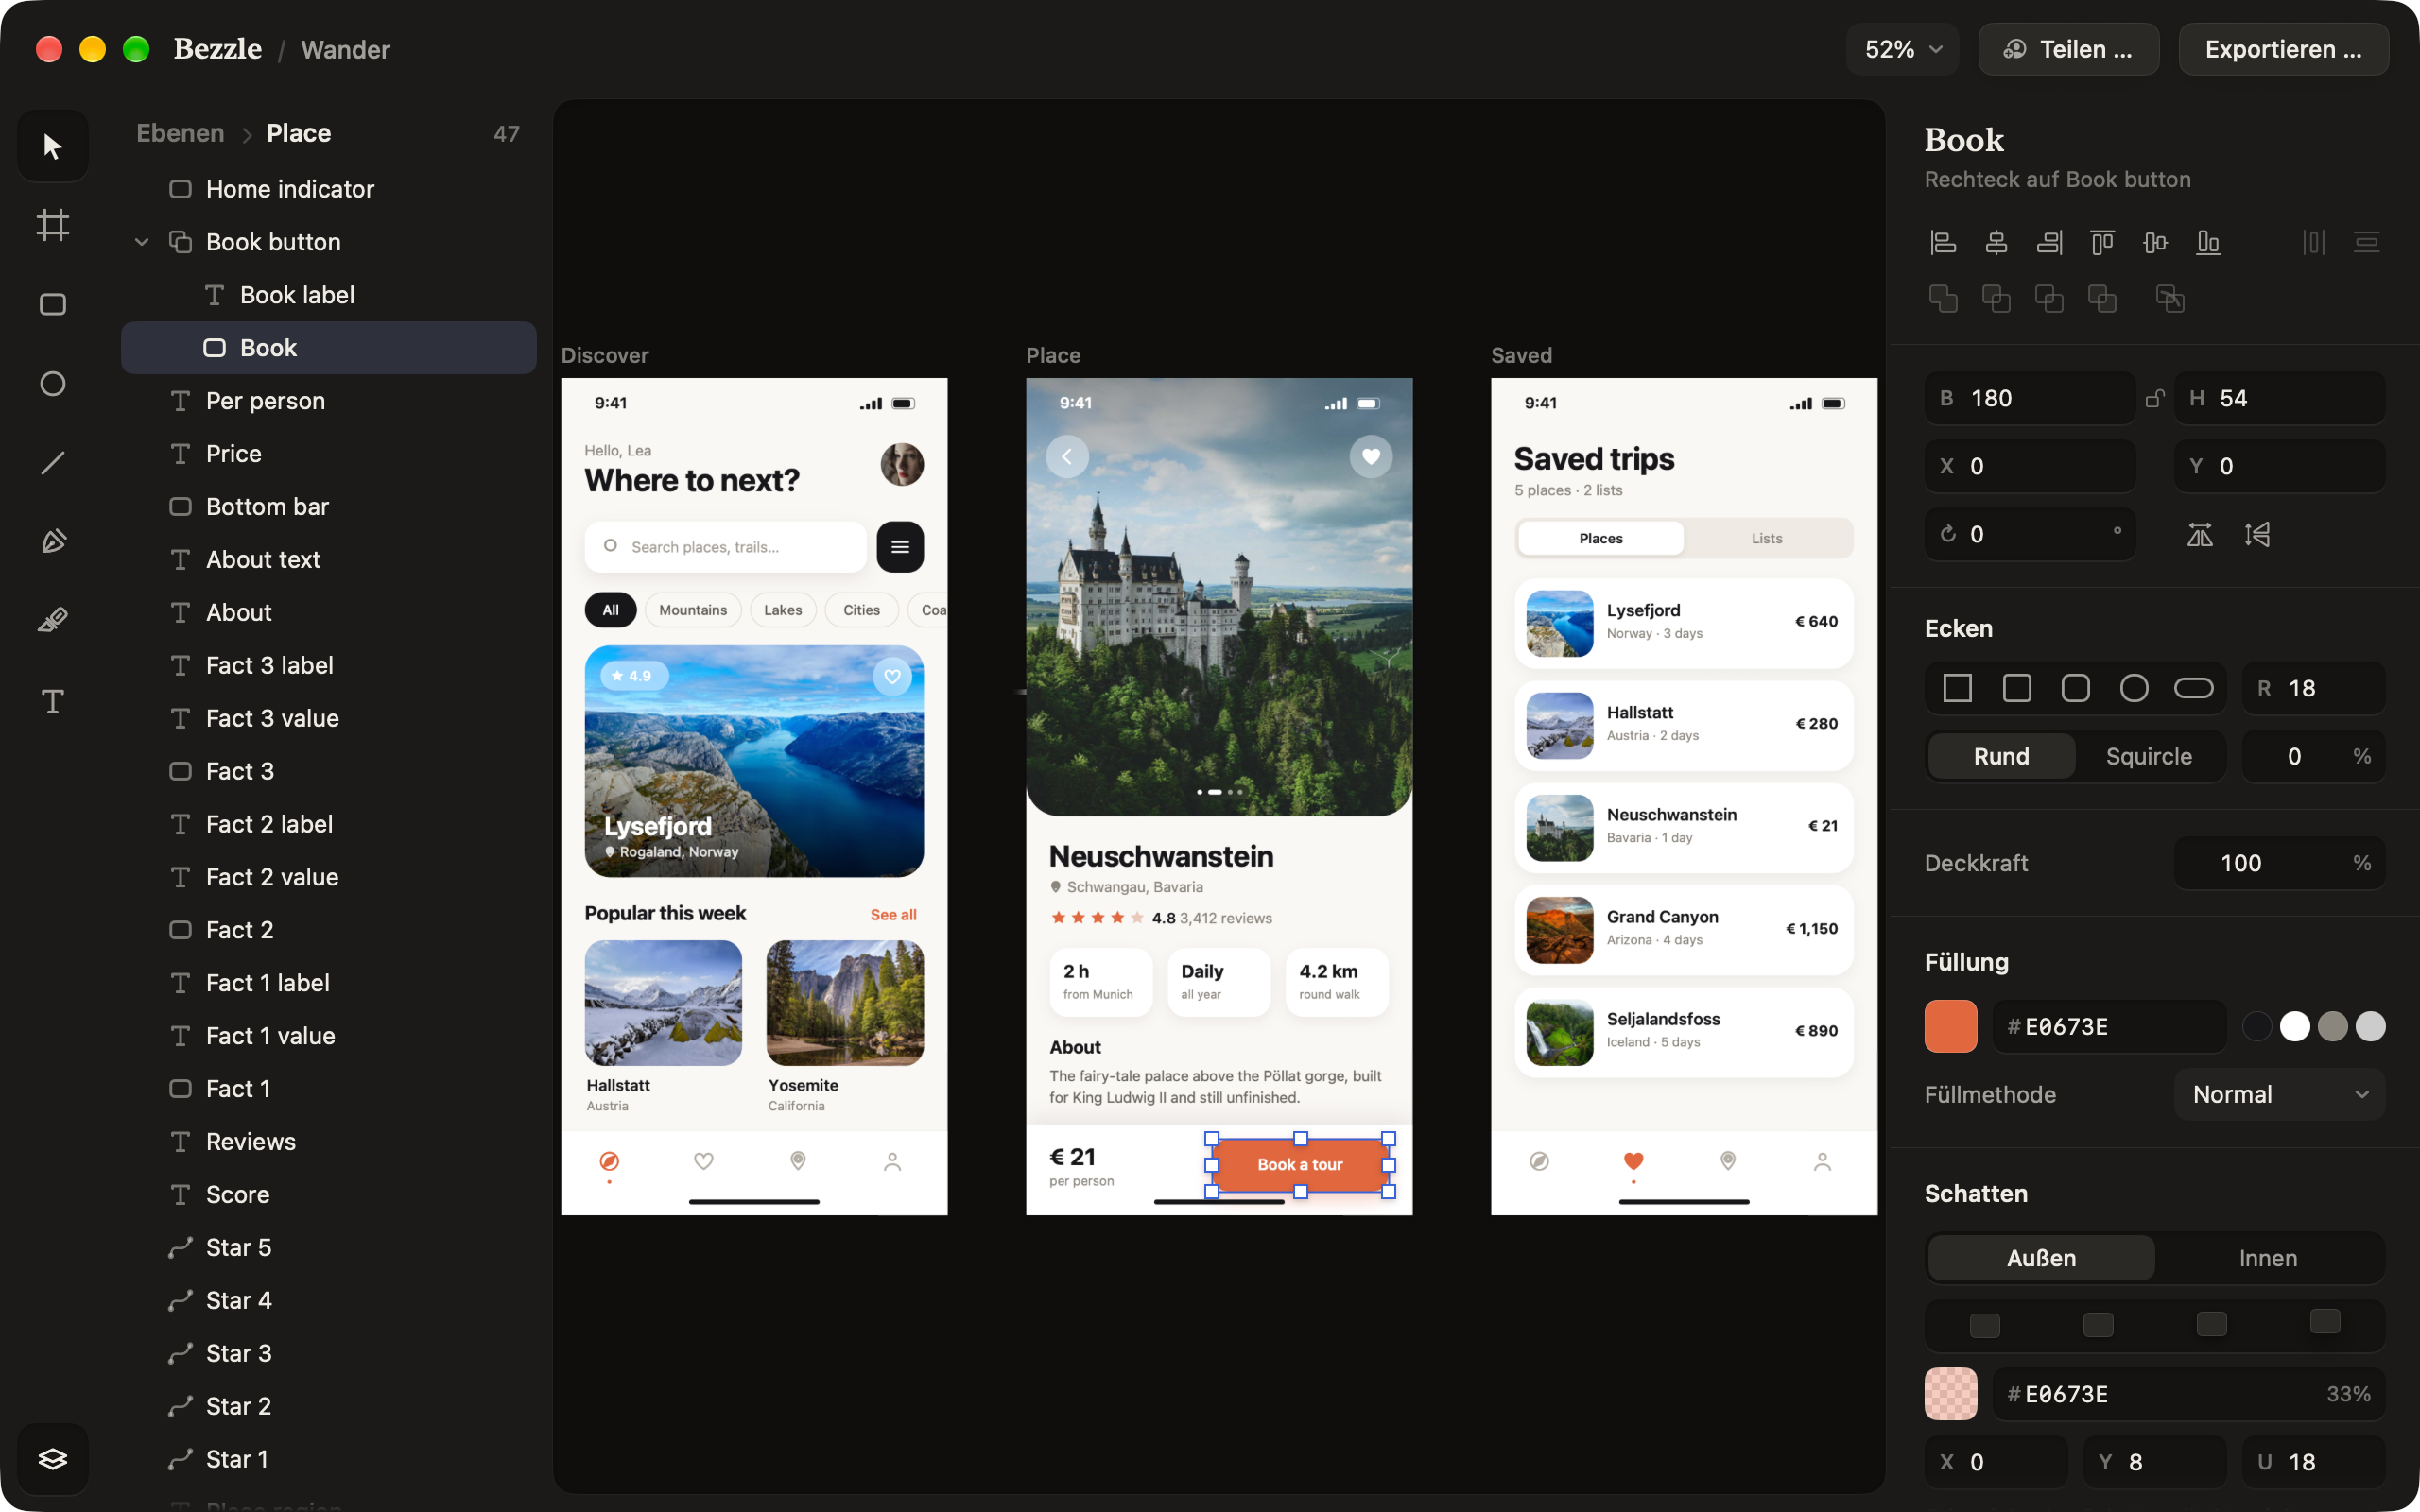 Bezzle / Wander
52%
Teilen ...
Exportieren ...
Ebenen > Place 47
Home indicator
Book button
Book label
Book
Per person
Price
Bottom bar
About text
About
Fact 3 label
Fact 3 value
Fact 3
Fact 2 label
Fact 2 value
Fact 2
Fact 1 label
Fact 1 value
Fact 1
Reviews
Score
Star 5
Star 4
Star 3
Star 2
Star 1
Place region
Discover
9:41
Hello, Lea
Where to next?
Search places, trails...
All Mountains Lakes Cities Coa
4.9
Lysefjord
Rogaland, Norway
Popular this week See all
Hallstatt Yosemite
Austria California
Place
9:41
Neuschwanstein
Schwangau, Bavaria
4.8 3,412 reviews
2 h Daily 4.2 km
from Munich all year round walk
About
The fairy-tale palace above the Pöllat gorge, built
for King Ludwig II and still unfinished.
€ 21
per person
Book a tour
Saved
9:41
Saved trips
5 places · 2 lists
Places Lists
Lysefjord
Norway · 3 days
€ 640
Hallstatt
Austria · 2 days
€ 280
Neuschwanstein
Bavaria · 1 day
€ 21
Grand Canyon
Arizona · 4 days
€ 1,150
Seljalandsfoss
Iceland · 5 days
€ 890
Book
Rechteck auf Book button
B 180 H 54
X 0 Y 0
0 °
Ecken
R 18
Rund Squircle 0 %
Deckkraft 100 %
Füllung
# E0673E
Füllmethode Normal
Schatten
Außen Innen
# E0673E 33%
X 0 Y 8 U 18